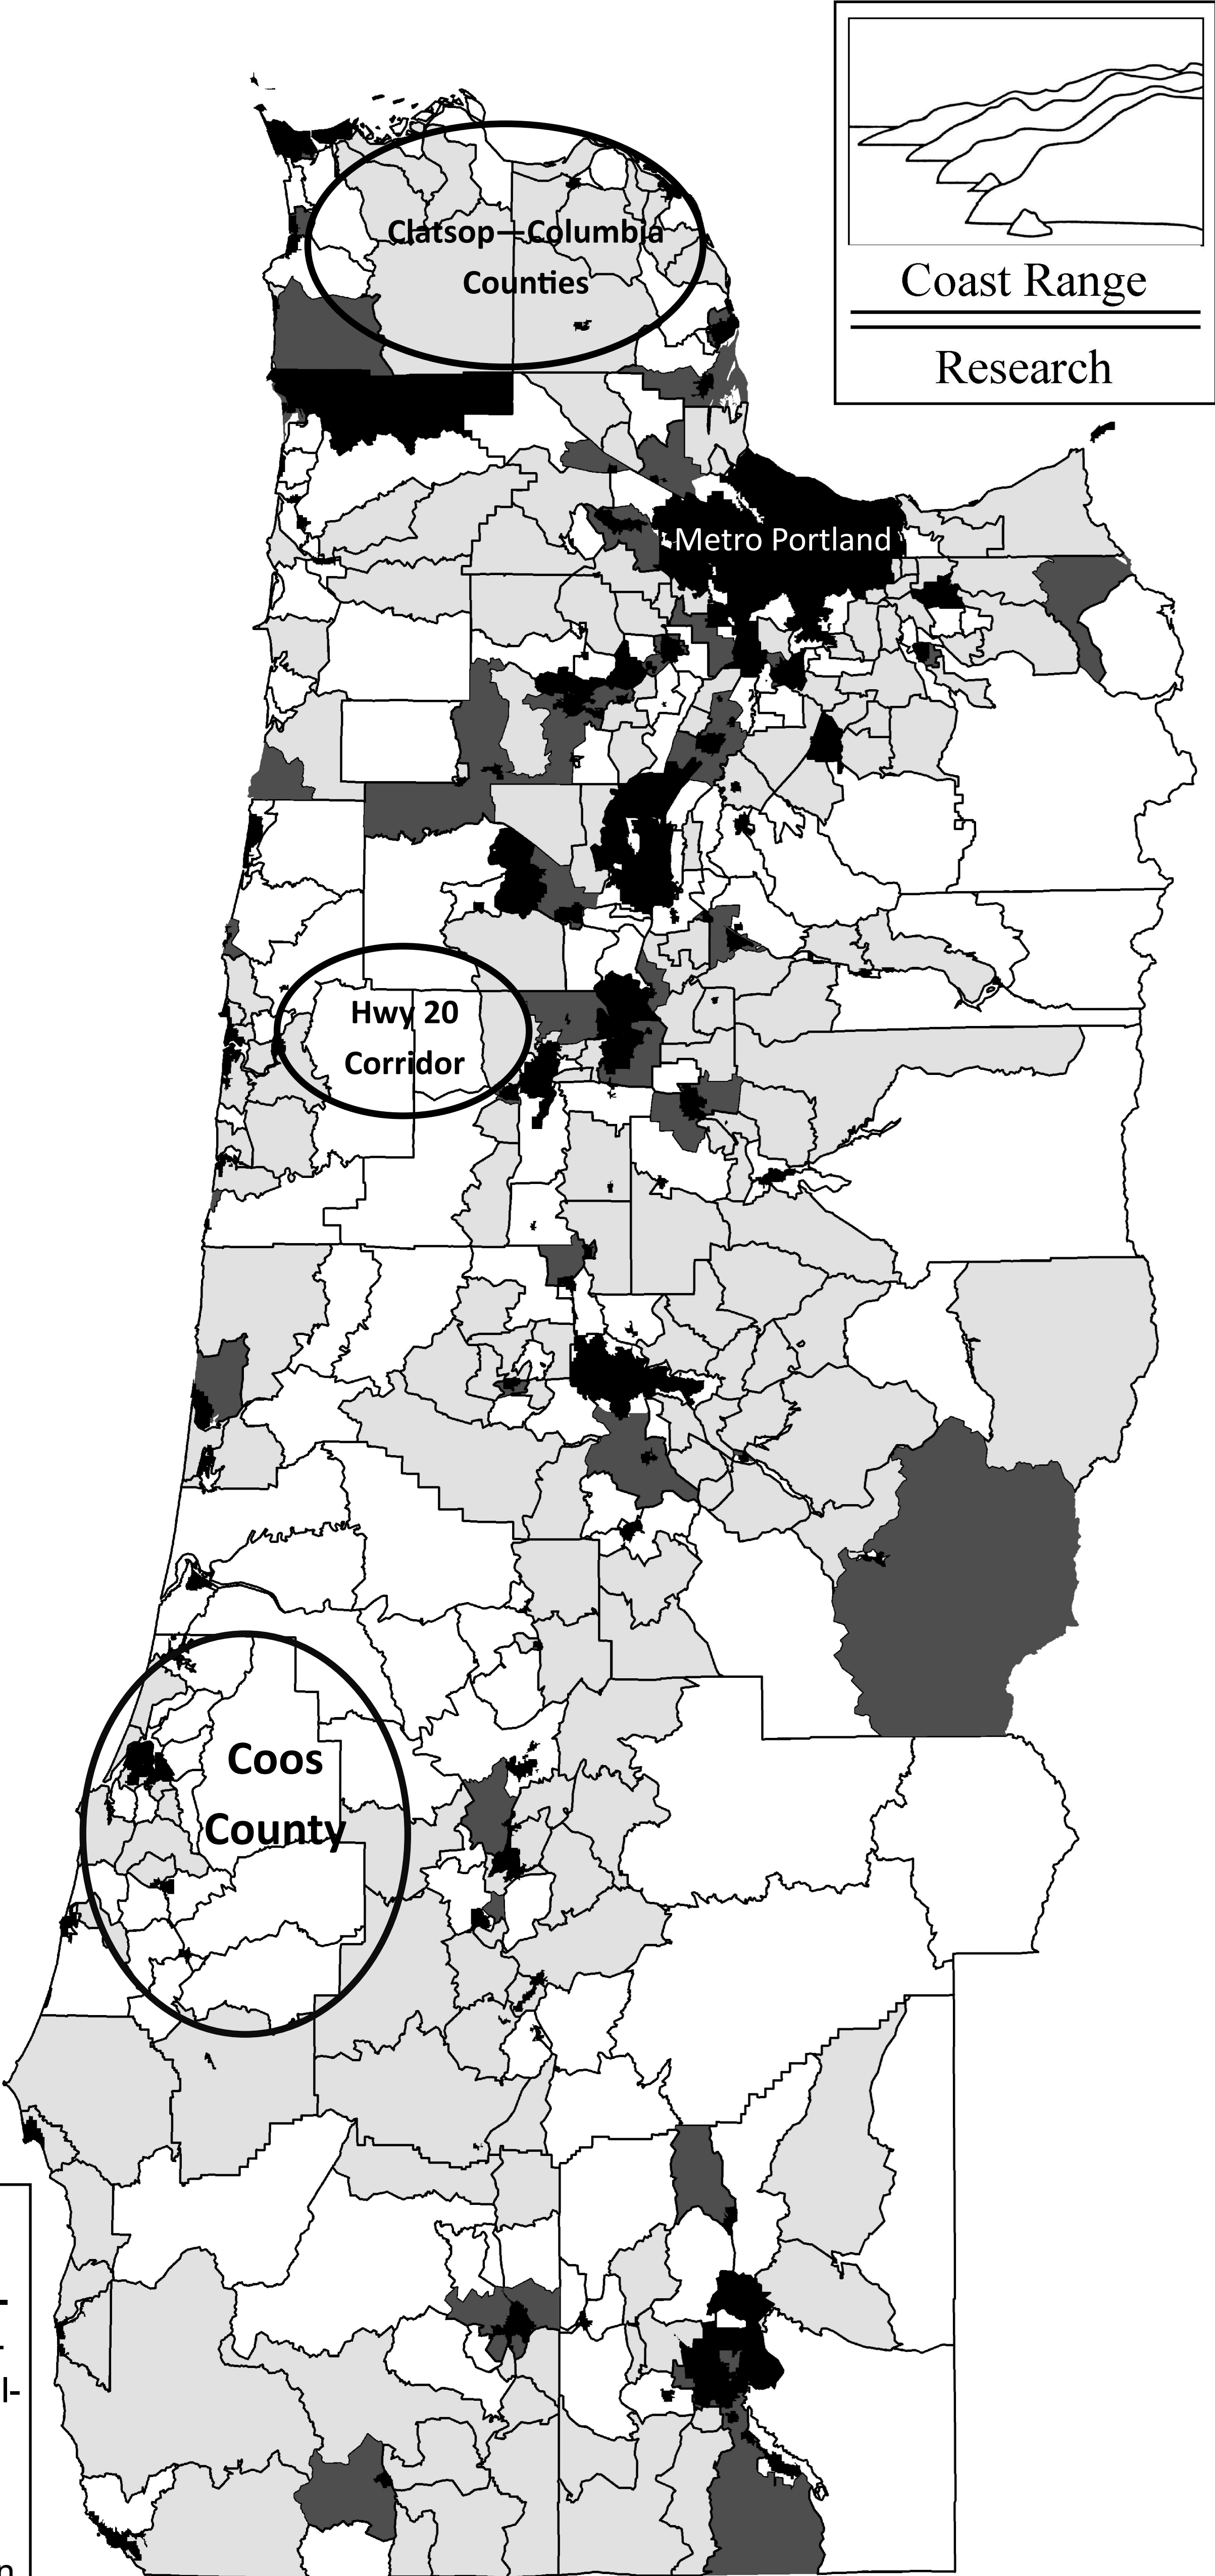 Clatsop—Columbia
Counties
Coast Range
Research
Metro Portland
Hwy 20
Corridor
Coos
County
l-
n